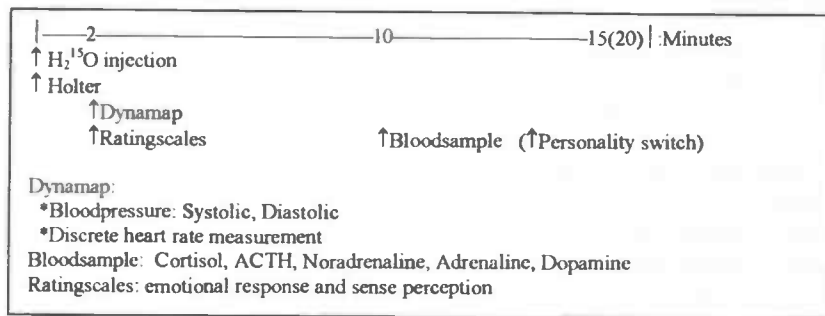 |——2————————10————————15(20)| :Minutes
↑ H₂¹⁵O injection
↑ Holter
↑Dynamap
↑Ratingscales ↑Bloodsample (↑Personality switch)
Dynamap:
*Bloodpressure: Systolic, Diastolic
*Discrete heart rate measurement
Bloodsample: Cortisol, ACTH, Noradrenaline, Adrenaline, Dopamine
Ratingscales: emotional response and sense perception